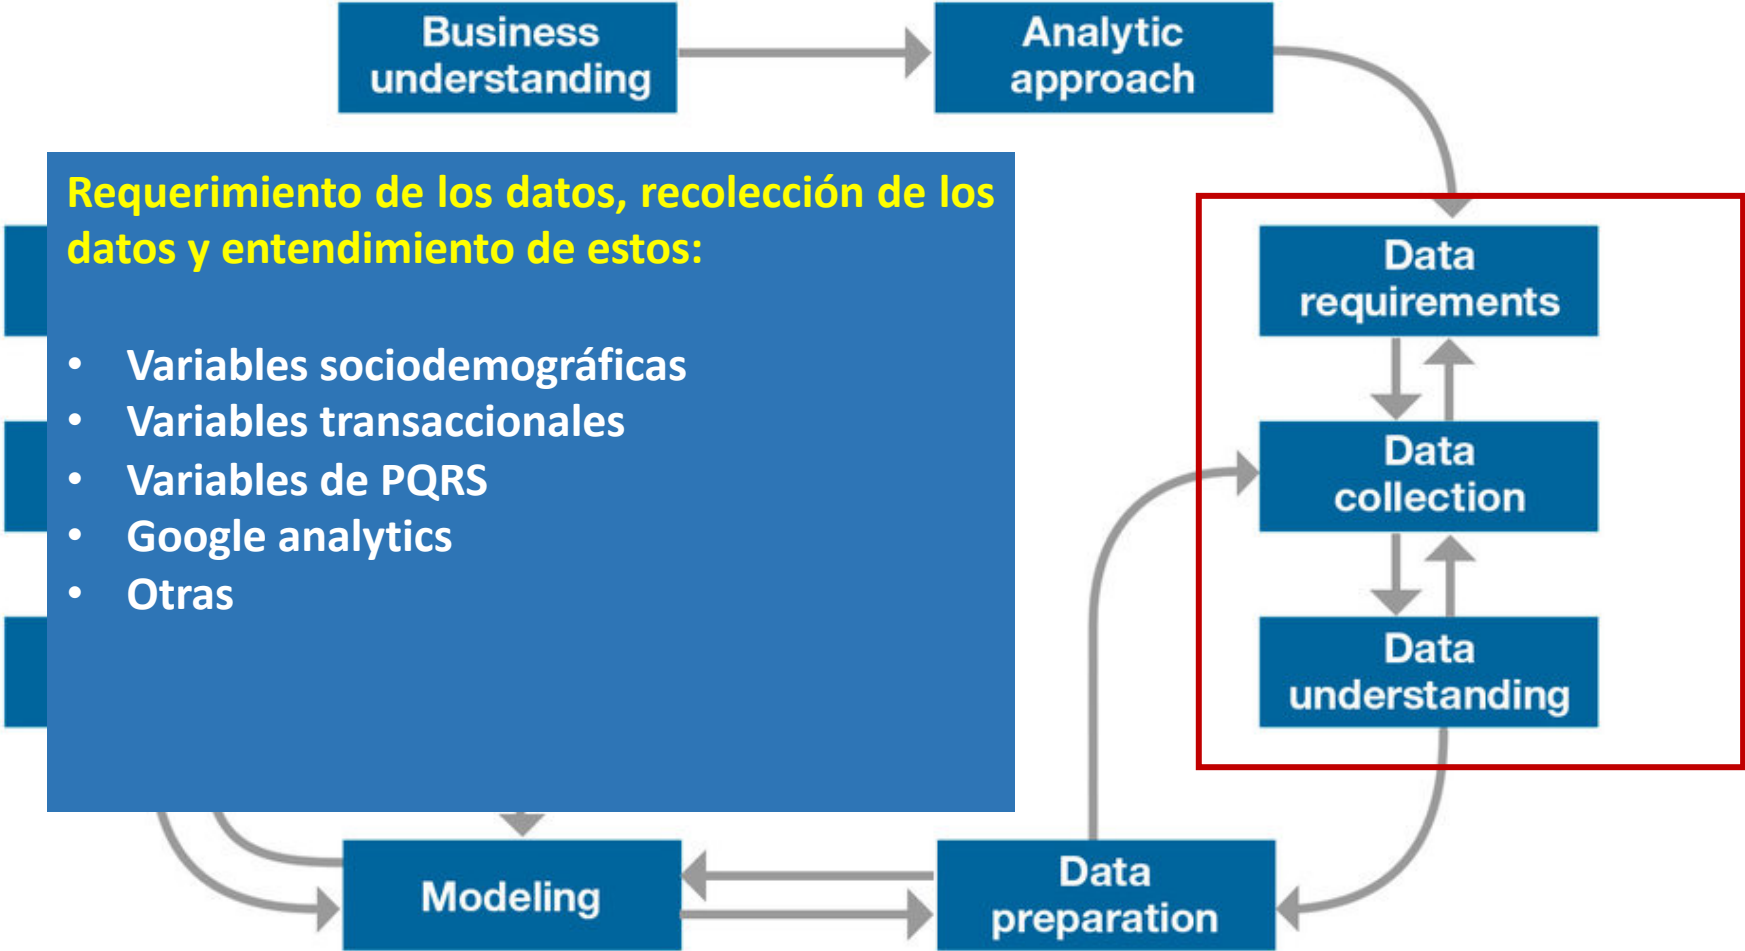 Business
understanding
Analytic
approach
Requerimiento de los datos, recolección de los
datos y entendimiento de estos:
• Variables sociodemográficas
• Variables transaccionales
• Variables de PQRS
• Google analytics
• Otras
Data
requirements
Data
collection
Data
understanding
Modeling
Data
preparation